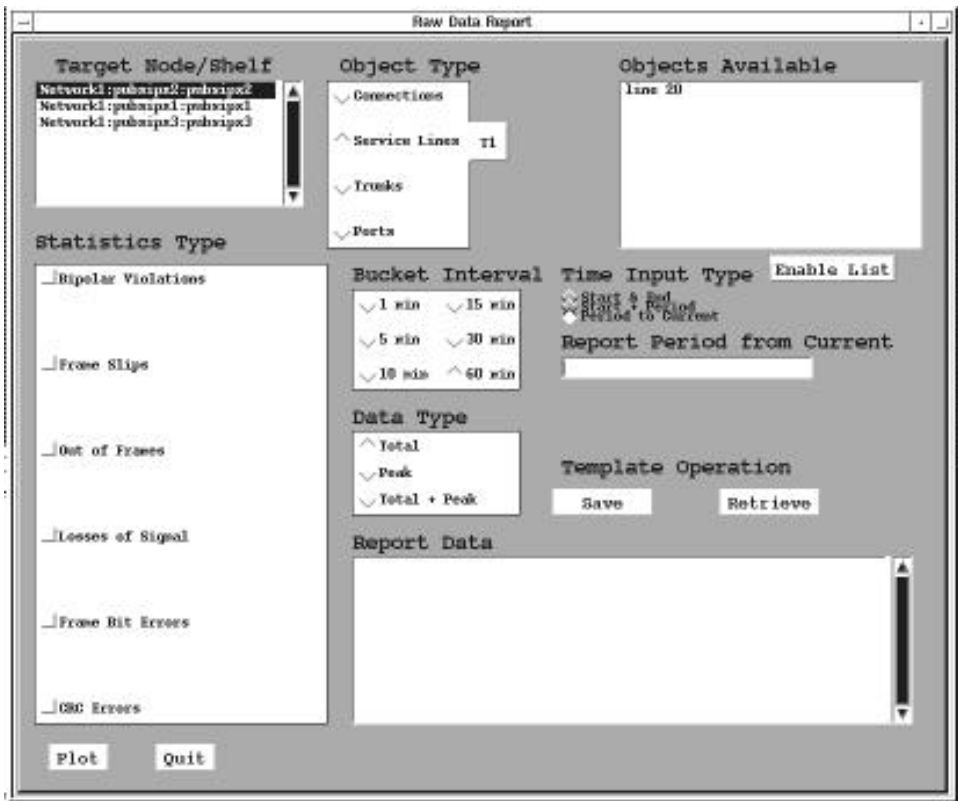 Raw Data Report
Target Node/Shelf
Network1:pubsipx2:pubsipx2
Network1:pubsipx1:pubsipx1
Network1:pubsipx3:pubsipx3
Object Type
Connections
Service Lines T1
Trunks
Ports
Objects Available
line 20
Enable List
Statistics Type
Bipolar Violations
Frame Slips
Out of Frames
Losses of Signal
Frame Bit Errors
CRC Errors
Bucket Interval
1 min 15 min
5 min 30 min
10 min 60 min
Time Input Type
Start & End
Start + Period
Period to Current
Report Period from Current
Data Type
Total
Peak
Total + Peak
Template Operation
Save Retrieve
Report Data
Plot Quit